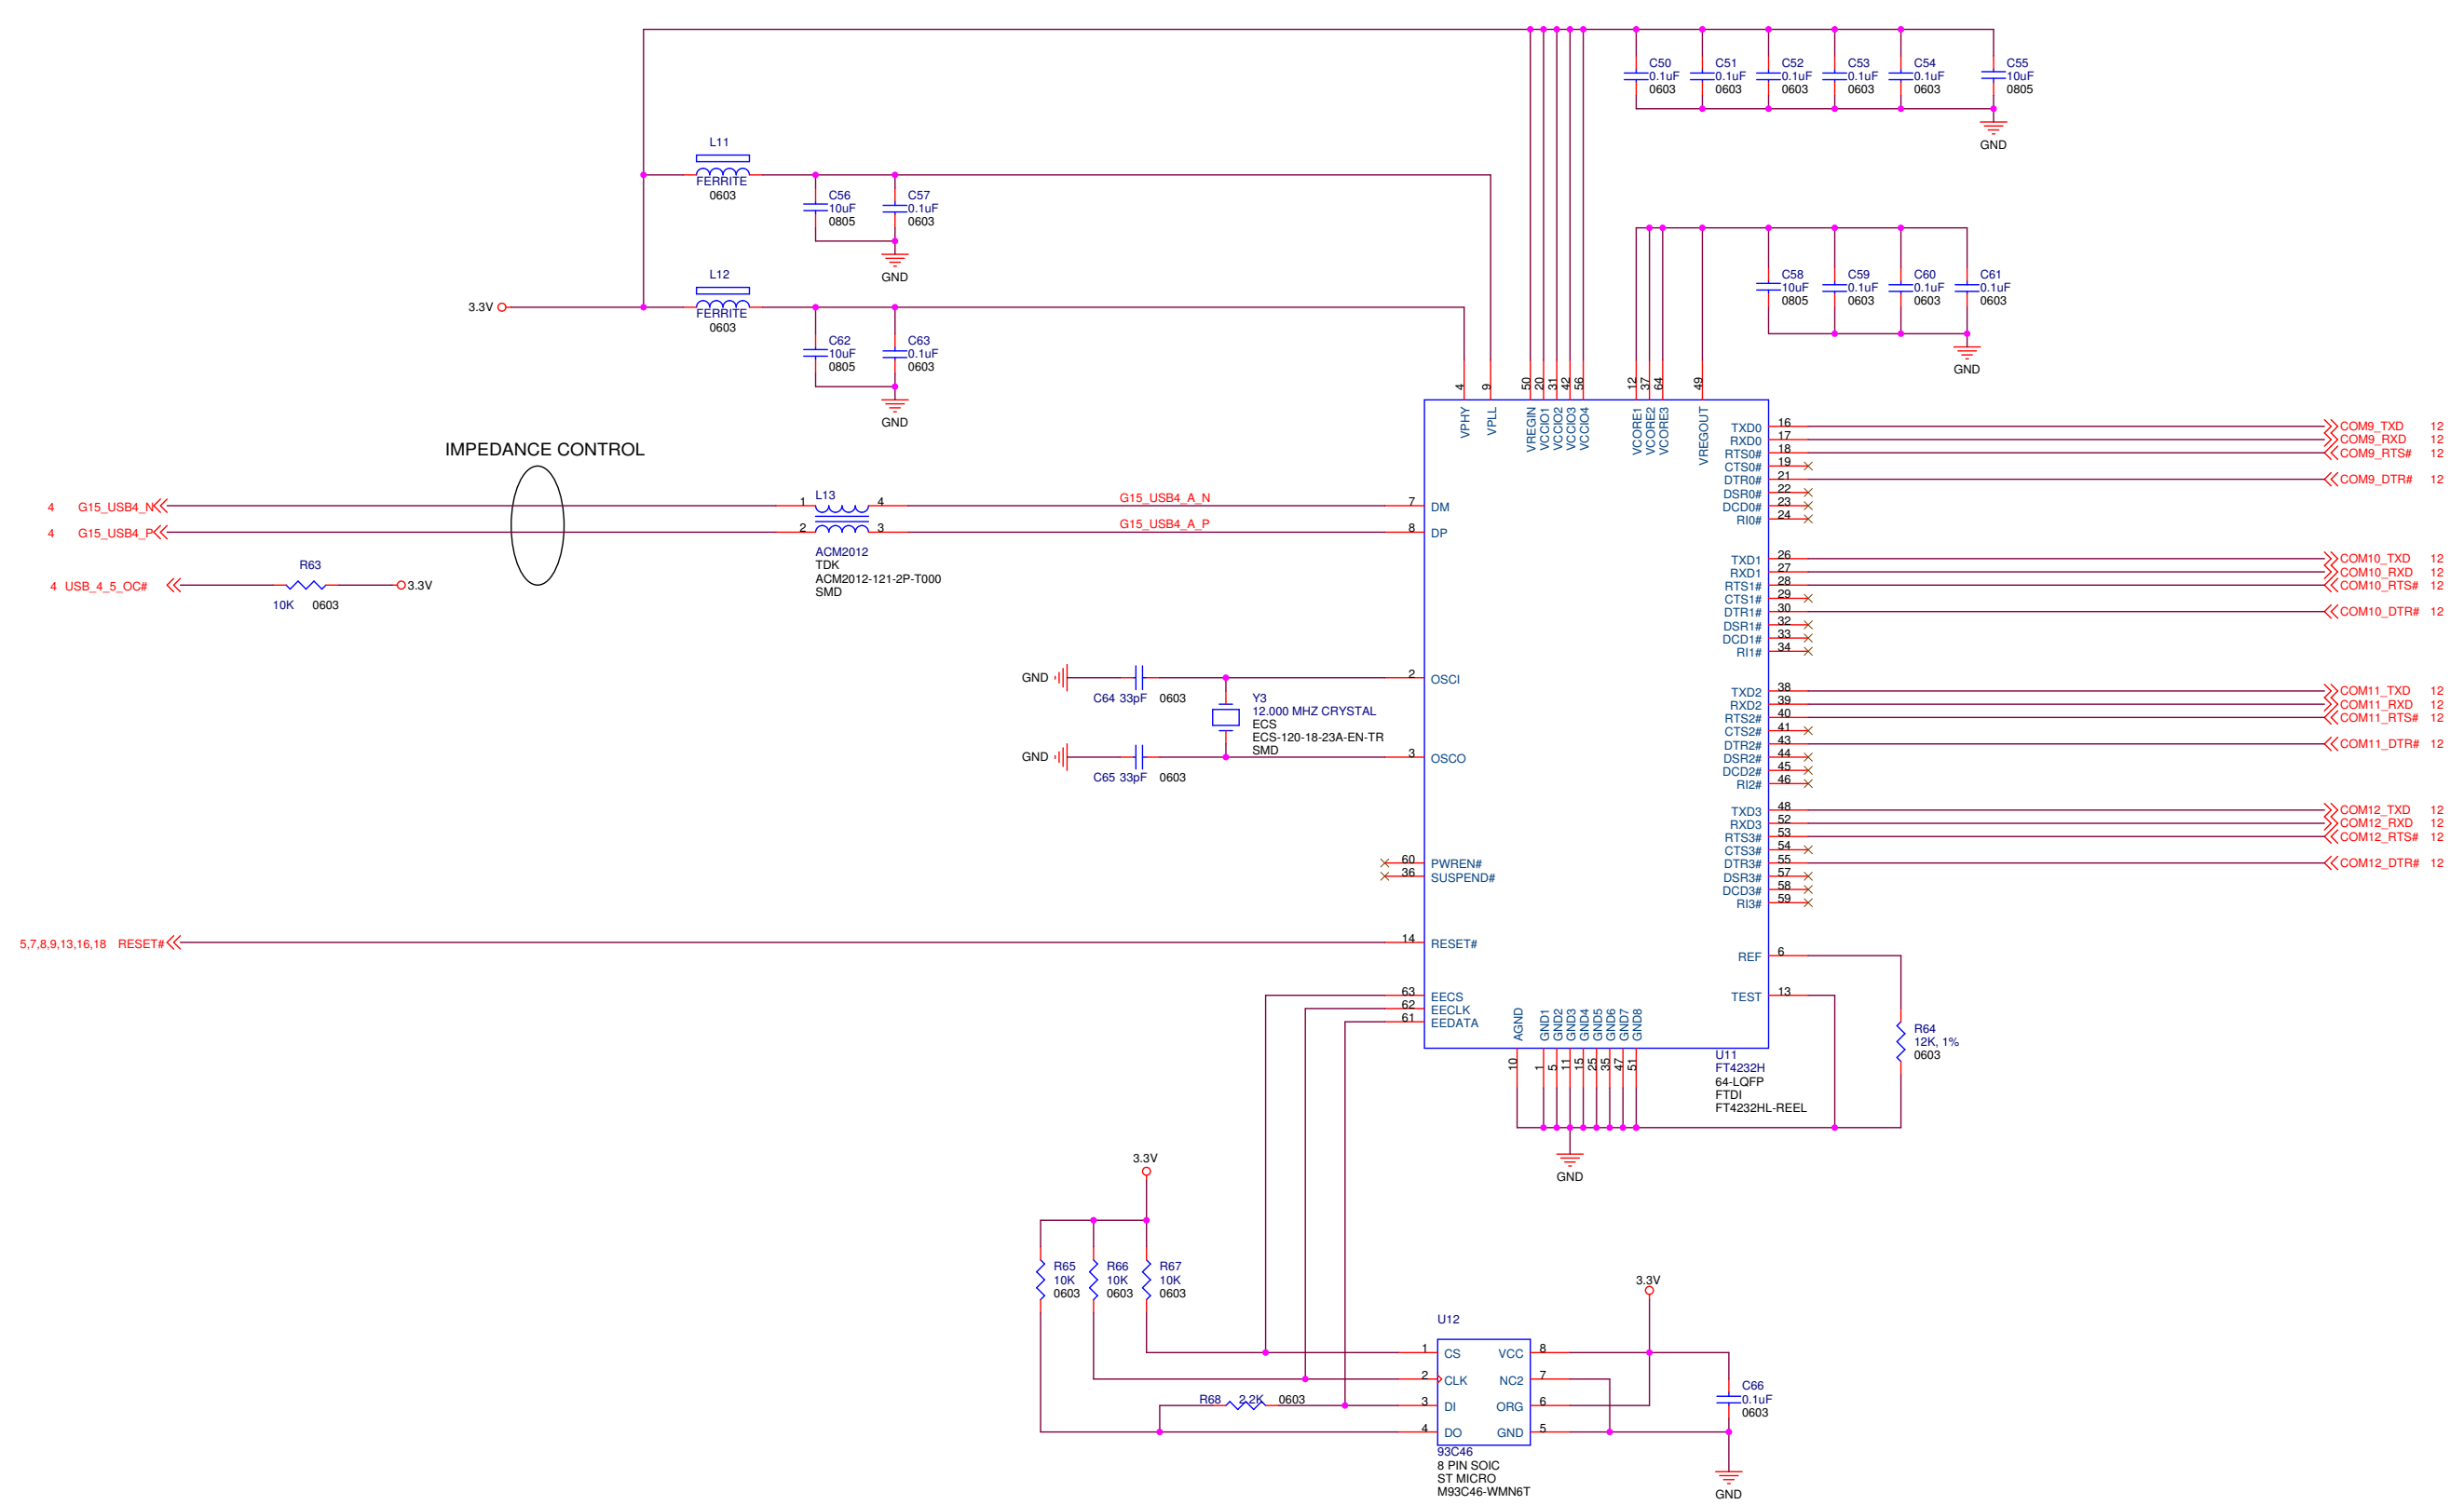 C50
0.1uF
0603
C51
0.1uF
0603
C52
0.1uF
0603
C53
0.1uF
0603
C54
0.1uF
0603
C55
10uF
0805
GND
L11
FERRITE
0603
C56
10uF
0805
C57
0.1uF
0603
GND
L12
FERRITE
0603
3.3V
C62
10uF
0805
C63
0.1uF
0603
GND
C58
10uF
0805
C59
0.1uF
0603
C60
0.1uF
0603
C61
0.1uF
0603
GND
IMPEDANCE CONTROL
4 G15_USB4_N
4 G15_USB4_P
4 USB_4_5_OC#
R63
10K 0603
3.3V
1 L13 4
2 3
ACM2012
TDK
ACM2012-121-2P-T000
SMD
G15_USB4_A_N
G15_USB4_A_P
4 VPHY
9 VPLL
50 VREGIN
20 VCCIO1
31 VCCIO2
42 VCCIO3
56 VCCIO4
12 VCORE1
37 VCORE2
64 VCORE3
49 VREGOUT
7 DM
8 DP
GND
C64 33pF 0603
2 OSCI
Y3
12.000 MHZ CRYSTAL
ECS
ECS-120-18-23A-EN-TR
SMD
GND
C65 33pF 0603
3 OSCO
60 PWREN#
36 SUSPEND#
5,7,8,9,13,16,18 RESET#
14 RESET#
63 EECS
62 EECLK
61 EEDATA
TXD0 16 COM9_TXD 12
RXD0 17 COM9_RXD 12
RTS0# 18 COM9_RTS# 12
CTS0# 19
DTR0# 21 COM9_DTR# 12
DSR0# 22
DCD0# 23
RI0# 24
TXD1 26 COM10_TXD 12
RXD1 27 COM10_RXD 12
RTS1# 28 COM10_RTS# 12
CTS1# 29
DTR1# 30 COM10_DTR# 12
DSR1# 32
DCD1# 33
RI1# 34
TXD2 38 COM11_TXD 12
RXD2 39 COM11_RXD 12
RTS2# 40 COM11_RTS# 12
CTS2# 41
DTR2# 43 COM11_DTR# 12
DSR2# 44
DCD2# 45
RI2# 46
TXD3 48 COM12_TXD 12
RXD3 52 COM12_RXD 12
RTS3# 53 COM12_RTS# 12
CTS3# 54
DTR3# 55 COM12_DTR# 12
DSR3# 57
DCD3# 58
RI3# 59
REF 6
TEST 13
R64
12K, 1%
0603
AGND 10
GND1 1
GND2 5
GND3 11
GND4 15
GND5 25
GND6 35
GND7 47
GND8 51
U11
FT4232H
64-LQFP
FTDI
FT4232HL-REEL
GND
3.3V
R65
10K
0603
R66
10K
0603
R67
10K
0603
R68 2.2K 0603
3.3V
U12
1 CS VCC 8
2 CLK NC2 7
3 DI ORG 6
4 DO GND 5
93C46
8 PIN SOIC
ST MICRO
M93C46-WMN6T
C66
0.1uF
0603
GND